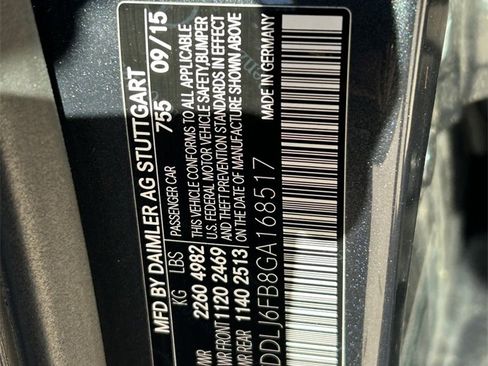 MFD BY DAIMLER AG STUTTGART
755 09/15
KG LBS PASSENGER CAR
2260 4982 THIS VEHICLE CONFORMS TO ALL APPLICABLE
U.S. FEDERAL MOTOR VEHICLE SAFETY,BUMPER
WR FRONT 1120 2469 AND THEFT PREVENTION STANDARDS IN EFFECT
WR REAR 1140 2513 ON THE DATE OF MANUFACTURE SHOWN ABOVE
MADE IN GERMANY
DDLJ6FB8GA168517